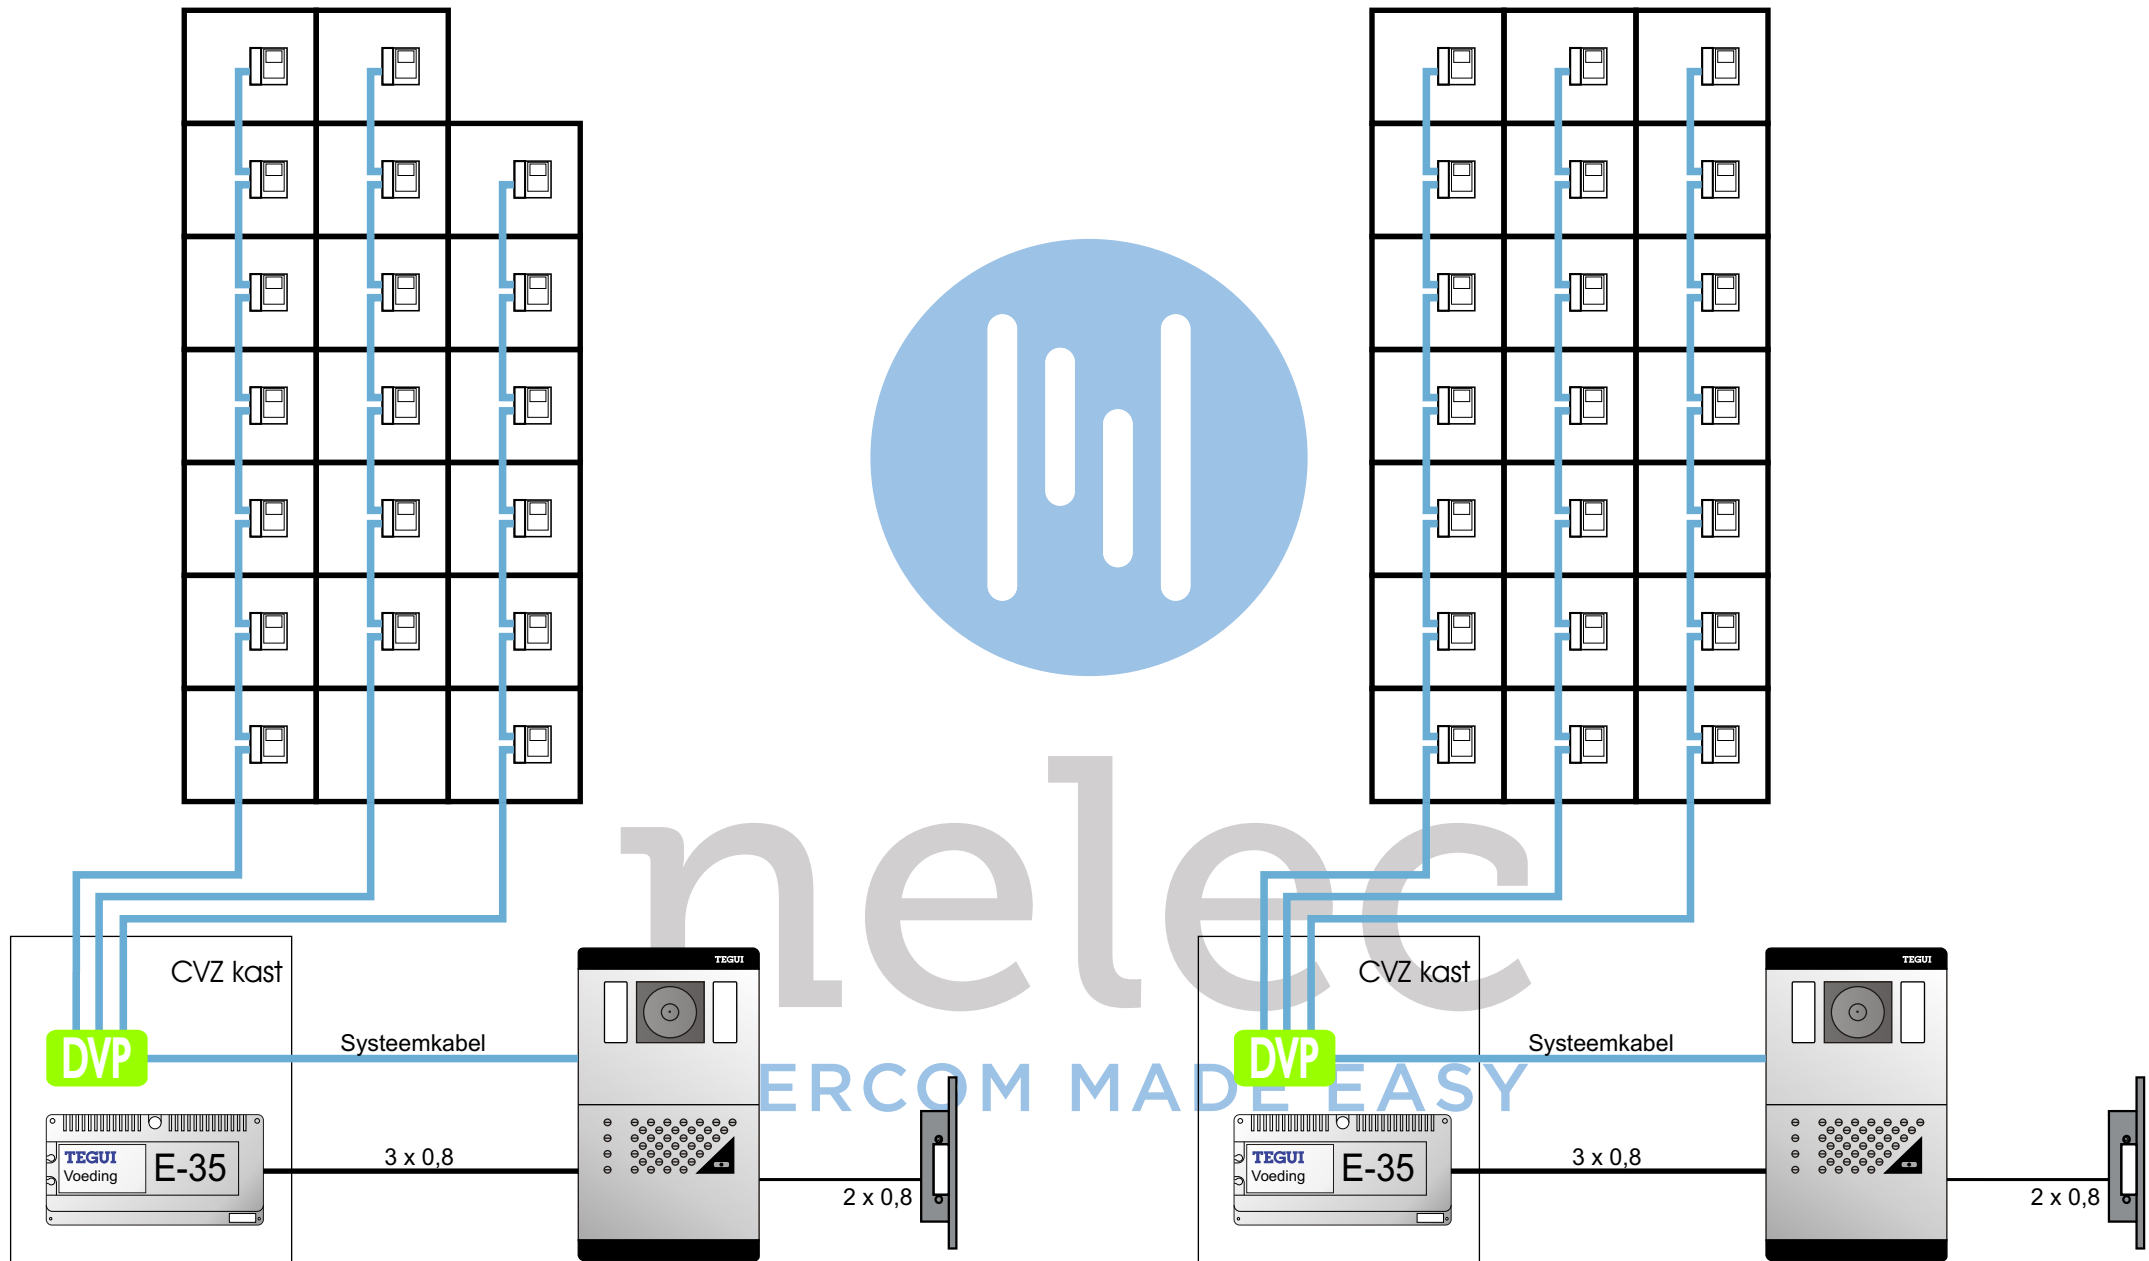 nelec
ERCOM MADE EASY
CVZ kast
DVP
Systeemkabel
TEGUI
TEGUI
Voeding
E-35
3 x 0,8
2 x 0,8
CVZ kast
DVP
Systeemkabel
TEGUI
TEGUI
Voeding
E-35
3 x 0,8
2 x 0,8